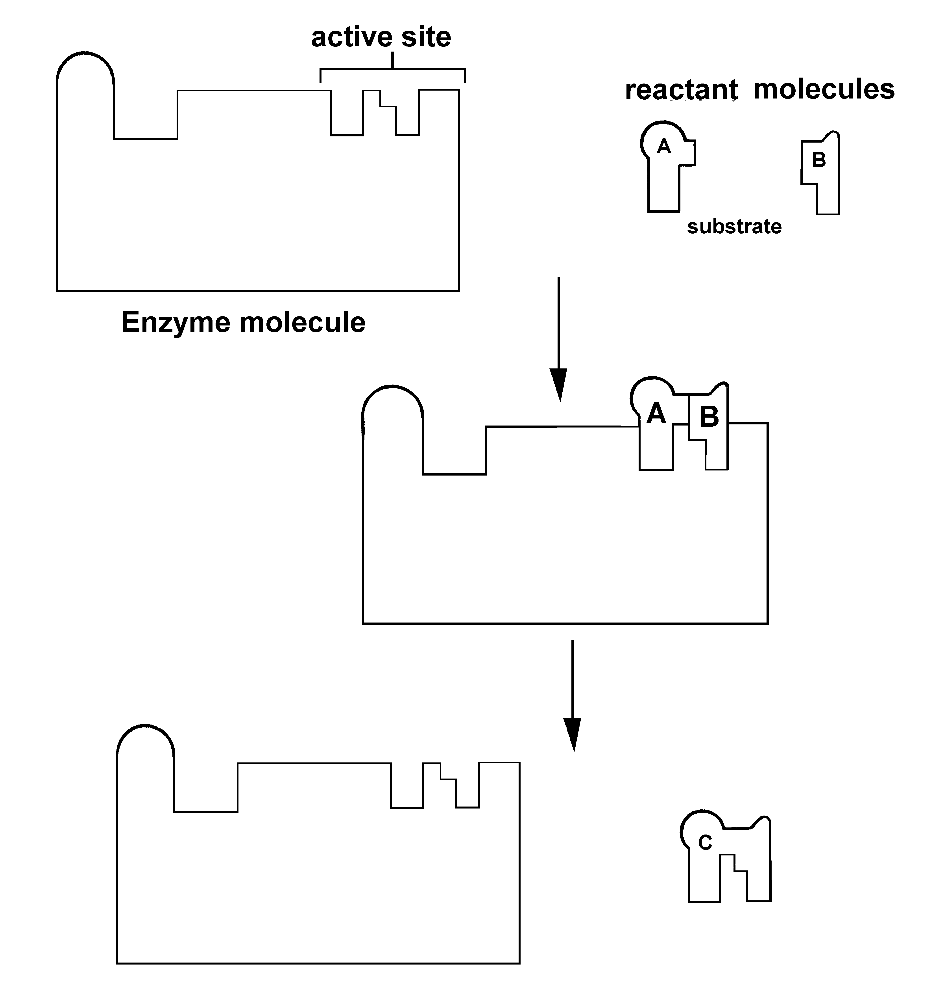 active site
reactant molecules
A
B
substrate
Enzyme molecule
A
B
C